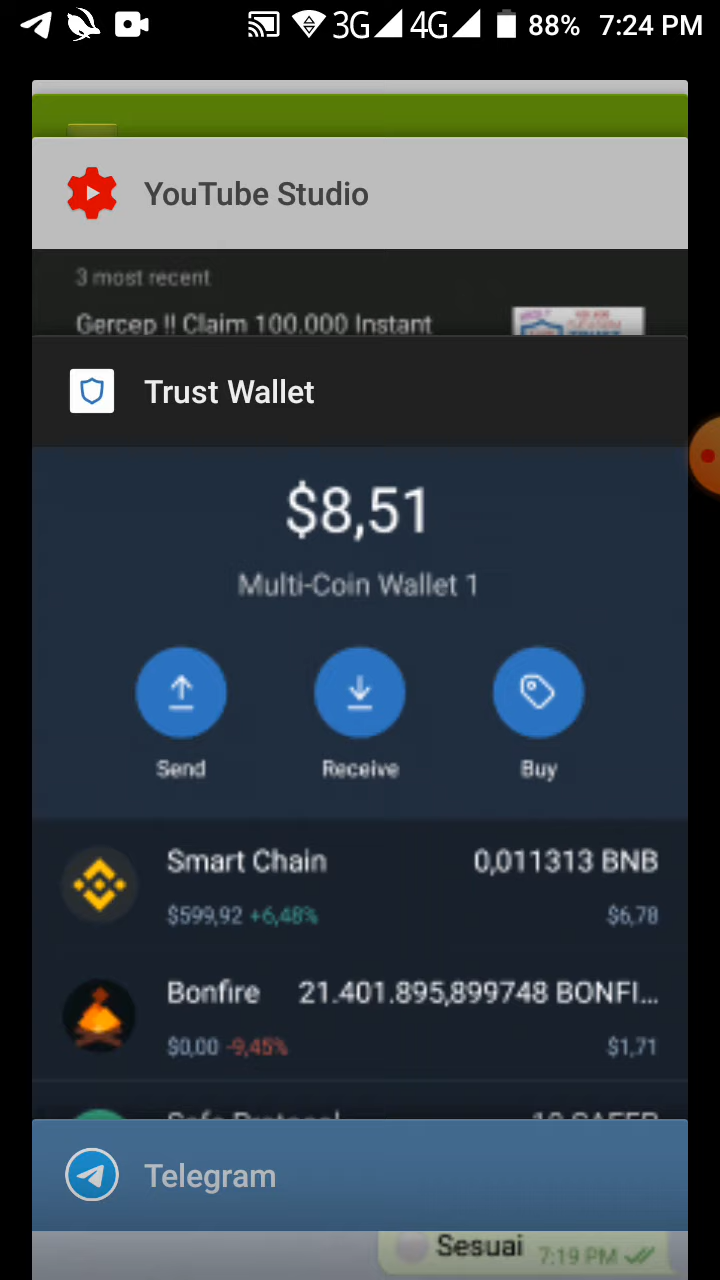 3G 4G 88% 7:24 PM
YouTube Studio
3 most recent
Gercep !! Claim 100.000 Instant
Trust Wallet
$8,51
Multi-Coin Wallet 1
Send Receive Buy
Smart Chain 0,011313 BNB
$599,92 +6,48% $6,78
Bonfire 21.401.895,899748 BONFI...
$0,00 -9,45% $1,71
Telegram
Sesuai 7:19 PM